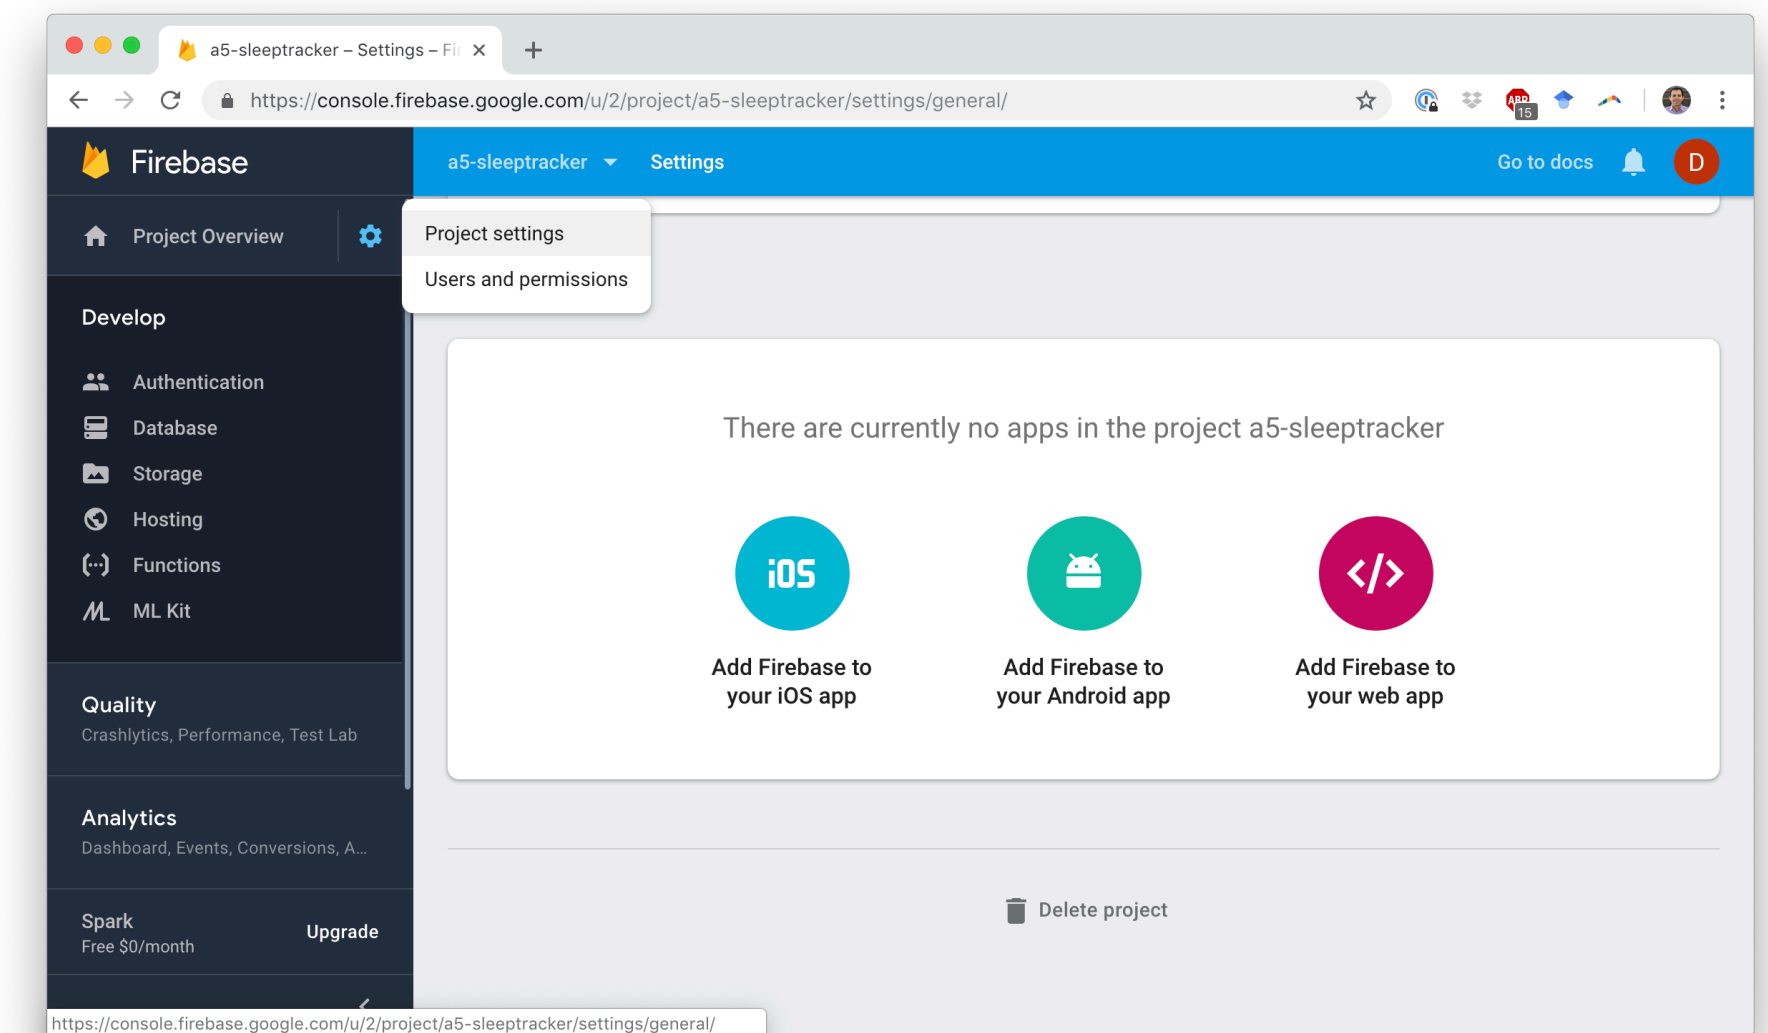 a5-sleeptracker – Settings – Fi
https://console.firebase.google.com/u/2/project/a5-sleeptracker/settings/general/
ABP
15
Firebase
a5-sleeptracker
Settings
Go to docs
D
Project Overview
Project settings
Users and permissions
Develop
Authentication
Database
Storage
Hosting
Functions
ML Kit
Quality
Crashlytics, Performance, Test Lab
Analytics
Dashboard, Events, Conversions, A...
Spark
Free $0/month
Upgrade
There are currently no apps in the project a5-sleeptracker
iOS
</>
Add Firebase to
your iOS app
Add Firebase to
your Android app
Add Firebase to
your web app
Delete project
https://console.firebase.google.com/u/2/project/a5-sleeptracker/settings/general/